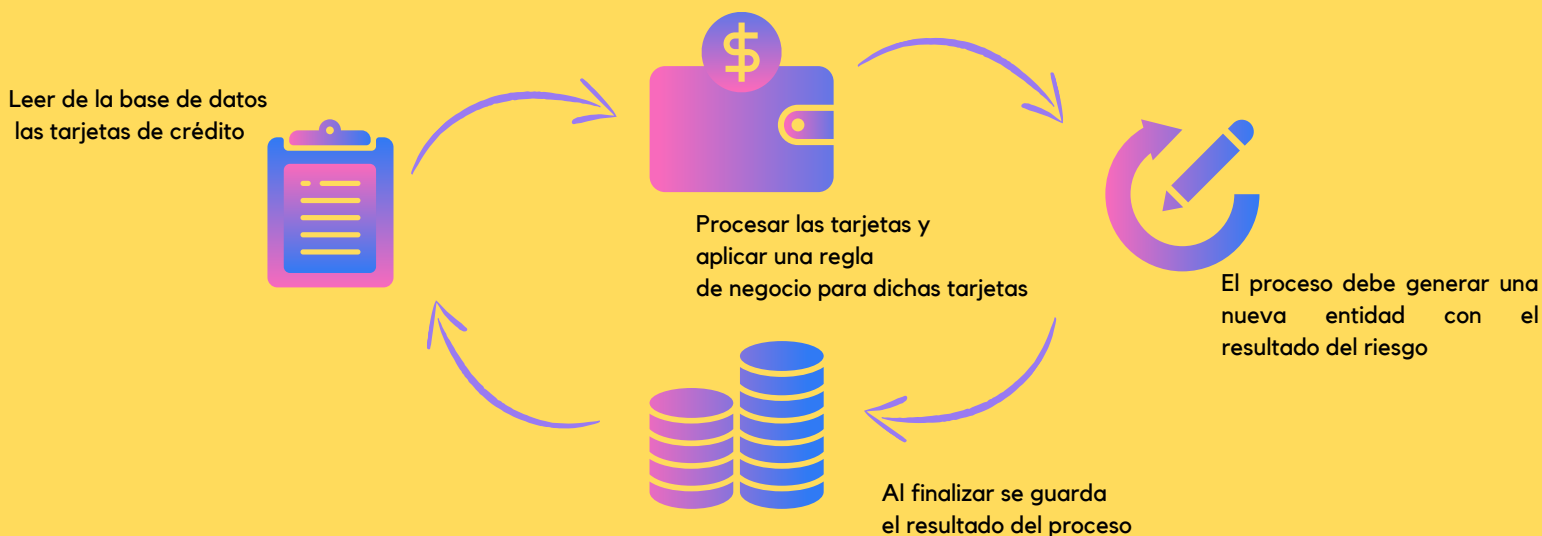 Leer de la base de datos
las tarjetas de crédito
Procesar las tarjetas y
aplicar una regla
de negocio para dichas tarjetas
El proceso debe generar una
nueva entidad con el
resultado del riesgo
Al finalizar se guarda
el resultado del proceso